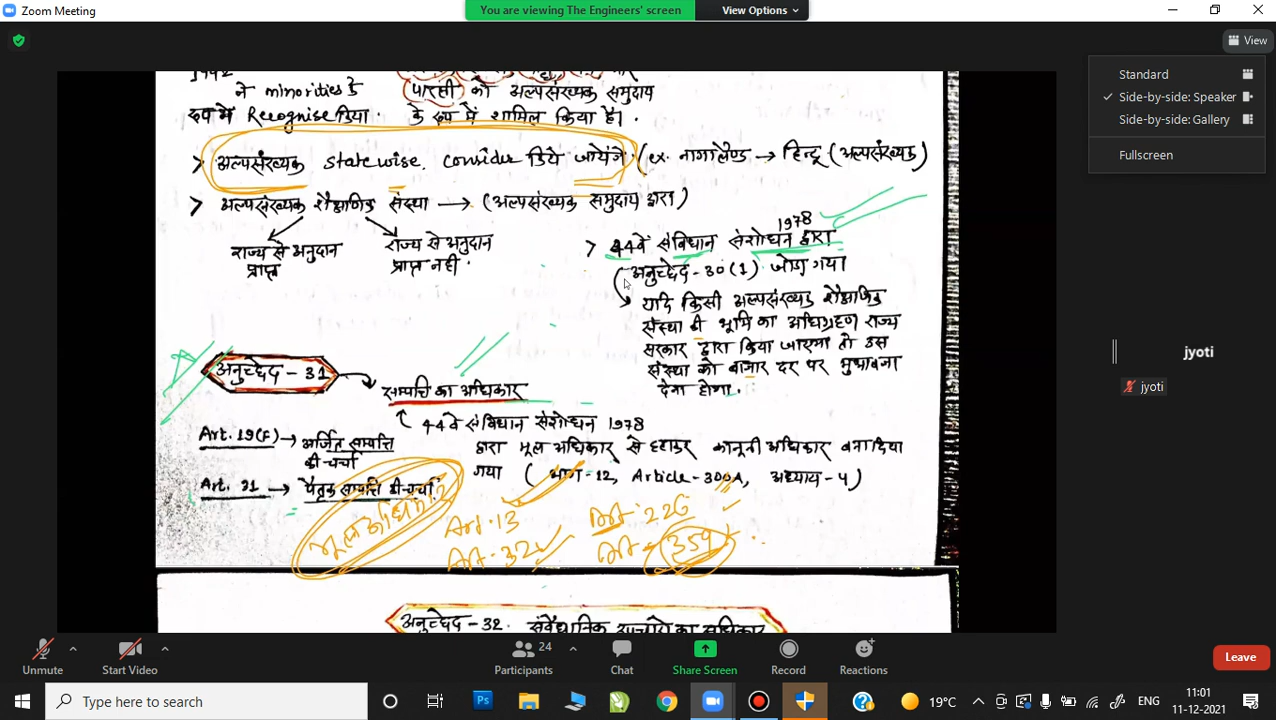 Zoom Meeting
You are viewing The Engineers' screen
View Options
View
Standard
Side-by-side: Speaker
Side-by-side: Gallery
Fullscreen
ने minorities के
(पारसी) को अल्पसंख्यक समुदाय
रूप में Recognise किया.
के रूप में शामिल किया है।.
> अल्पसंख्यक statewise. consider किये जायेंगे (ex. नागालैण्ड → हिन्दू (अल्पसंख्यक)
> अल्पसंख्यक शैक्षणिक संस्था → (अल्पसंख्यक समुदाय द्वारा)
राज्य से अनुदान
प्राप्त
राज्य से अनुदान
प्राप्त नहीं.
1978
> 44वे संविधान संशोधन द्वारा
अनुच्छेद-30(1) जोड़ा गया
यदि किसी अल्पसंख्यक शैक्षणिक
संस्था की भूमि का अधिग्रहण राज्य
सरकार द्वारा किया जाएगा तो उस
संस्था को बाजार दर पर मुआबजा
देना होगा.
अनुच्छेद-31
सम्पत्ति का अधिकार
44वे संविधान संशोधन 1978
द्वारा मूल अधिकार से हटाकर कानूनी अधिकार बना दिया
गया (भाग-12, Article-300A, अध्याय-4)
Art. 19(F) → अर्जित सम्पत्ति
की चर्चा
Art. 31 → पैतृक सम्पत्ति की चर्चा
मूल अधिकार
Art. 13
Art. 226
Art. 32
Art. 359
अनुच्छेद-32. संवैधानिक उपचारों का अधिकार
jyoti
jyoti
Unmute
Start Video
24
Participants
Chat
Share Screen
Record
Reactions
Leave
Type here to search
Ps
19°C
ENG
11:01
11-12-2021